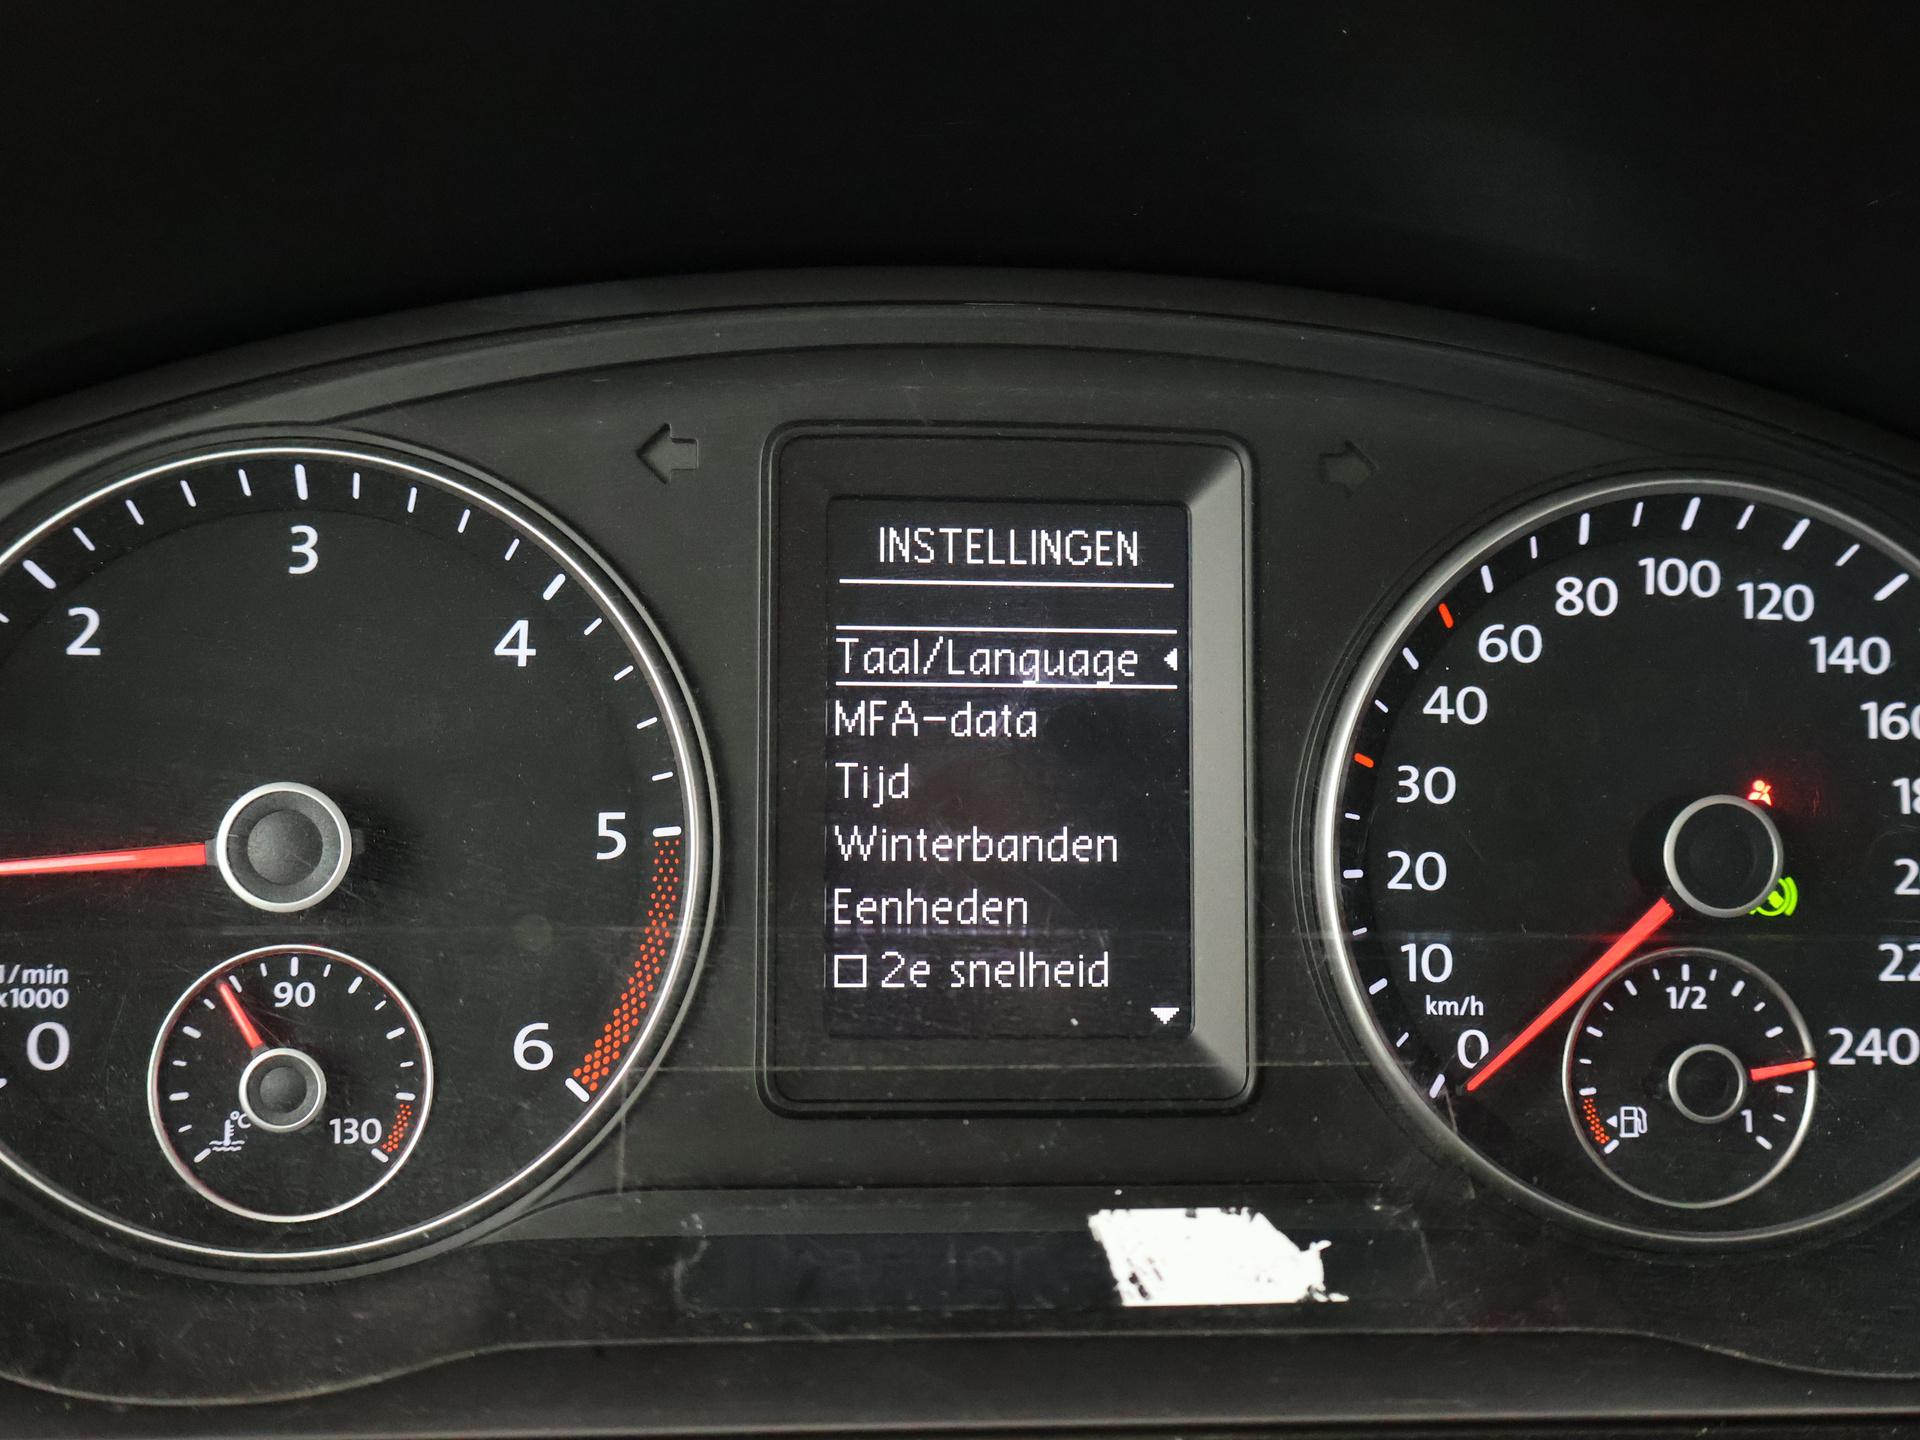 INSTELLINGEN
Taal/Language
MFA-data
Tijd
Winterbanden
Eenheden
2e snelheid
2
3
4
5
6
0
1/min
x1000
90
130
°C
0
km/h
10
20
30
40
60
80
100
120
140
240
1/2
1